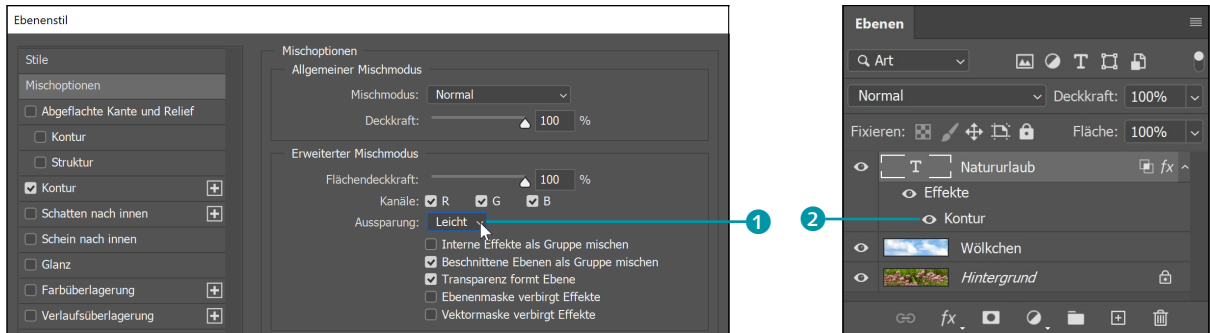 Ebenenstil
Stile
Mischoptionen
Abgeflachte Kante und Relief
Kontur
Struktur
Kontur
Schatten nach innen
Schein nach innen
Glanz
Farbüberlagerung
Verlaufsüberlagerung
Mischoptionen
Allgemeiner Mischmodus
Mischmodus: Normal
Deckkraft: 100 %
Erweiterter Mischmodus
Flächendeckkraft: 100 %
Kanäle: R G B
Aussparung: Leicht
Interne Effekte als Gruppe mischen
Beschnittene Ebenen als Gruppe mischen
Transparenz formt Ebene
Ebenenmaske verbirgt Effekte
Vektormaske verbirgt Effekte
1
2
Ebenen
Art
Normal Deckkraft: 100%
Fixieren: Fläche: 100%
T Natururlaub fx
Effekte
Kontur
Wölkchen
Hintergrund
fx